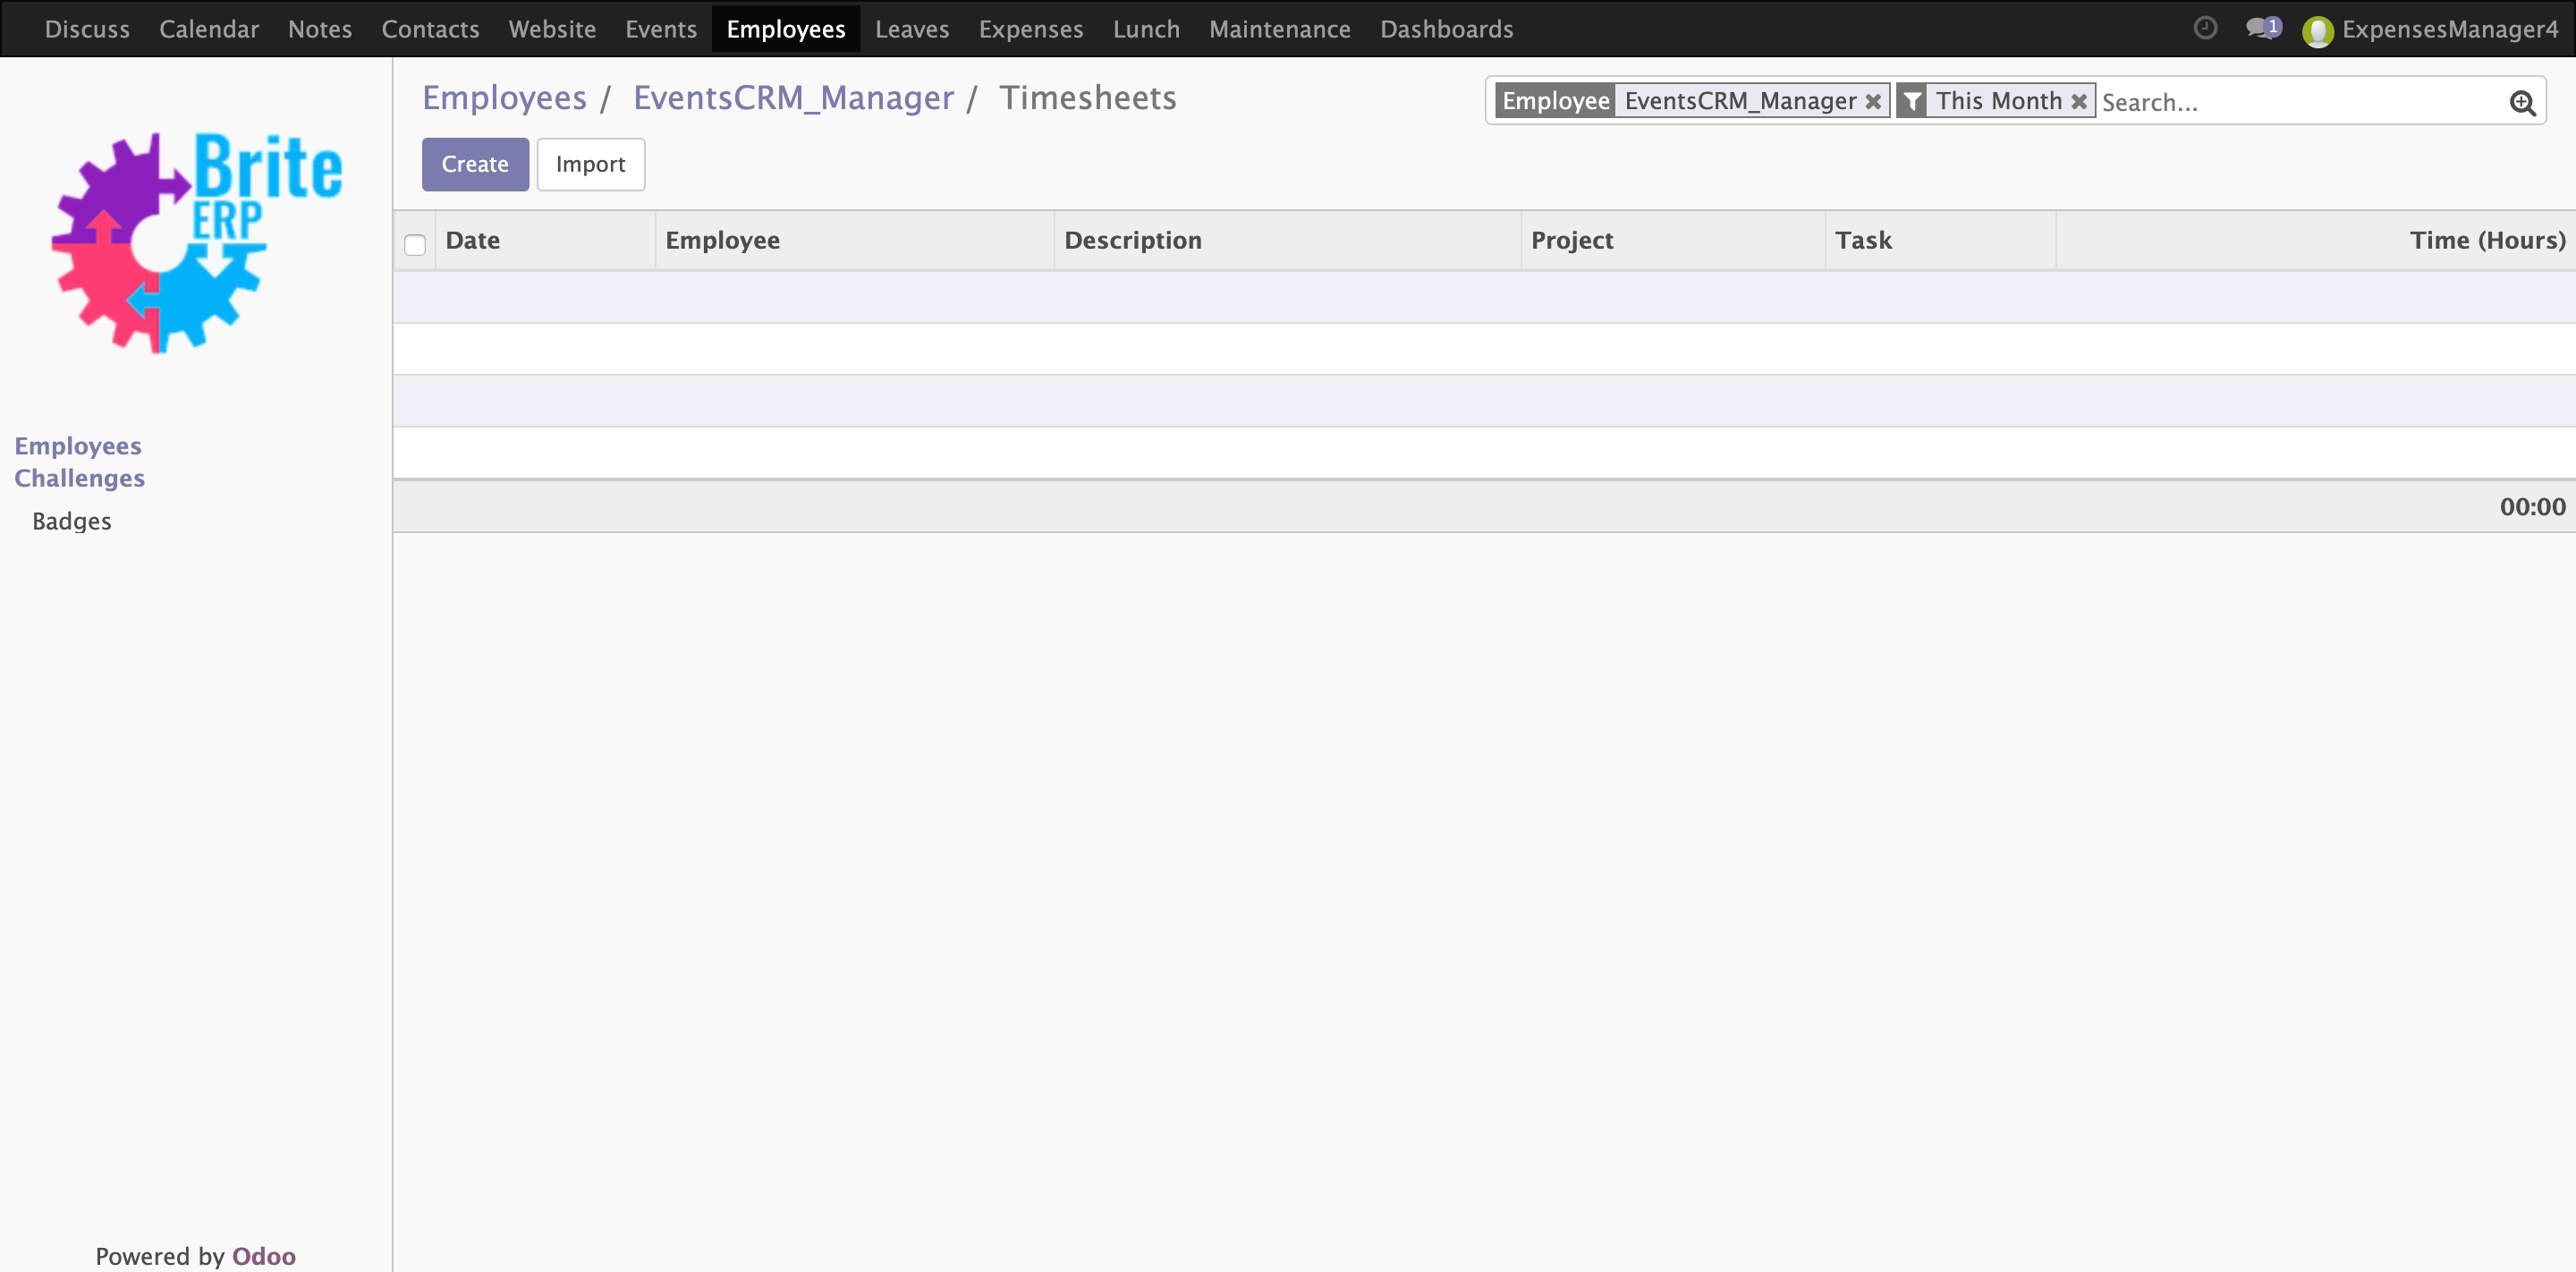 Discuss Calendar Notes Contacts Website Events Employees Leaves Expenses Lunch Maintenance Dashboards 1 ExpensesManager4
Employees / EventsCRM_Manager / Timesheets
Employee EventsCRM_Manager This Month Search...
Create Import
Brite
ERP
Date Employee Description Project Task Time (Hours)
Employees
Challenges
Badges
00:00
Powered by Odoo